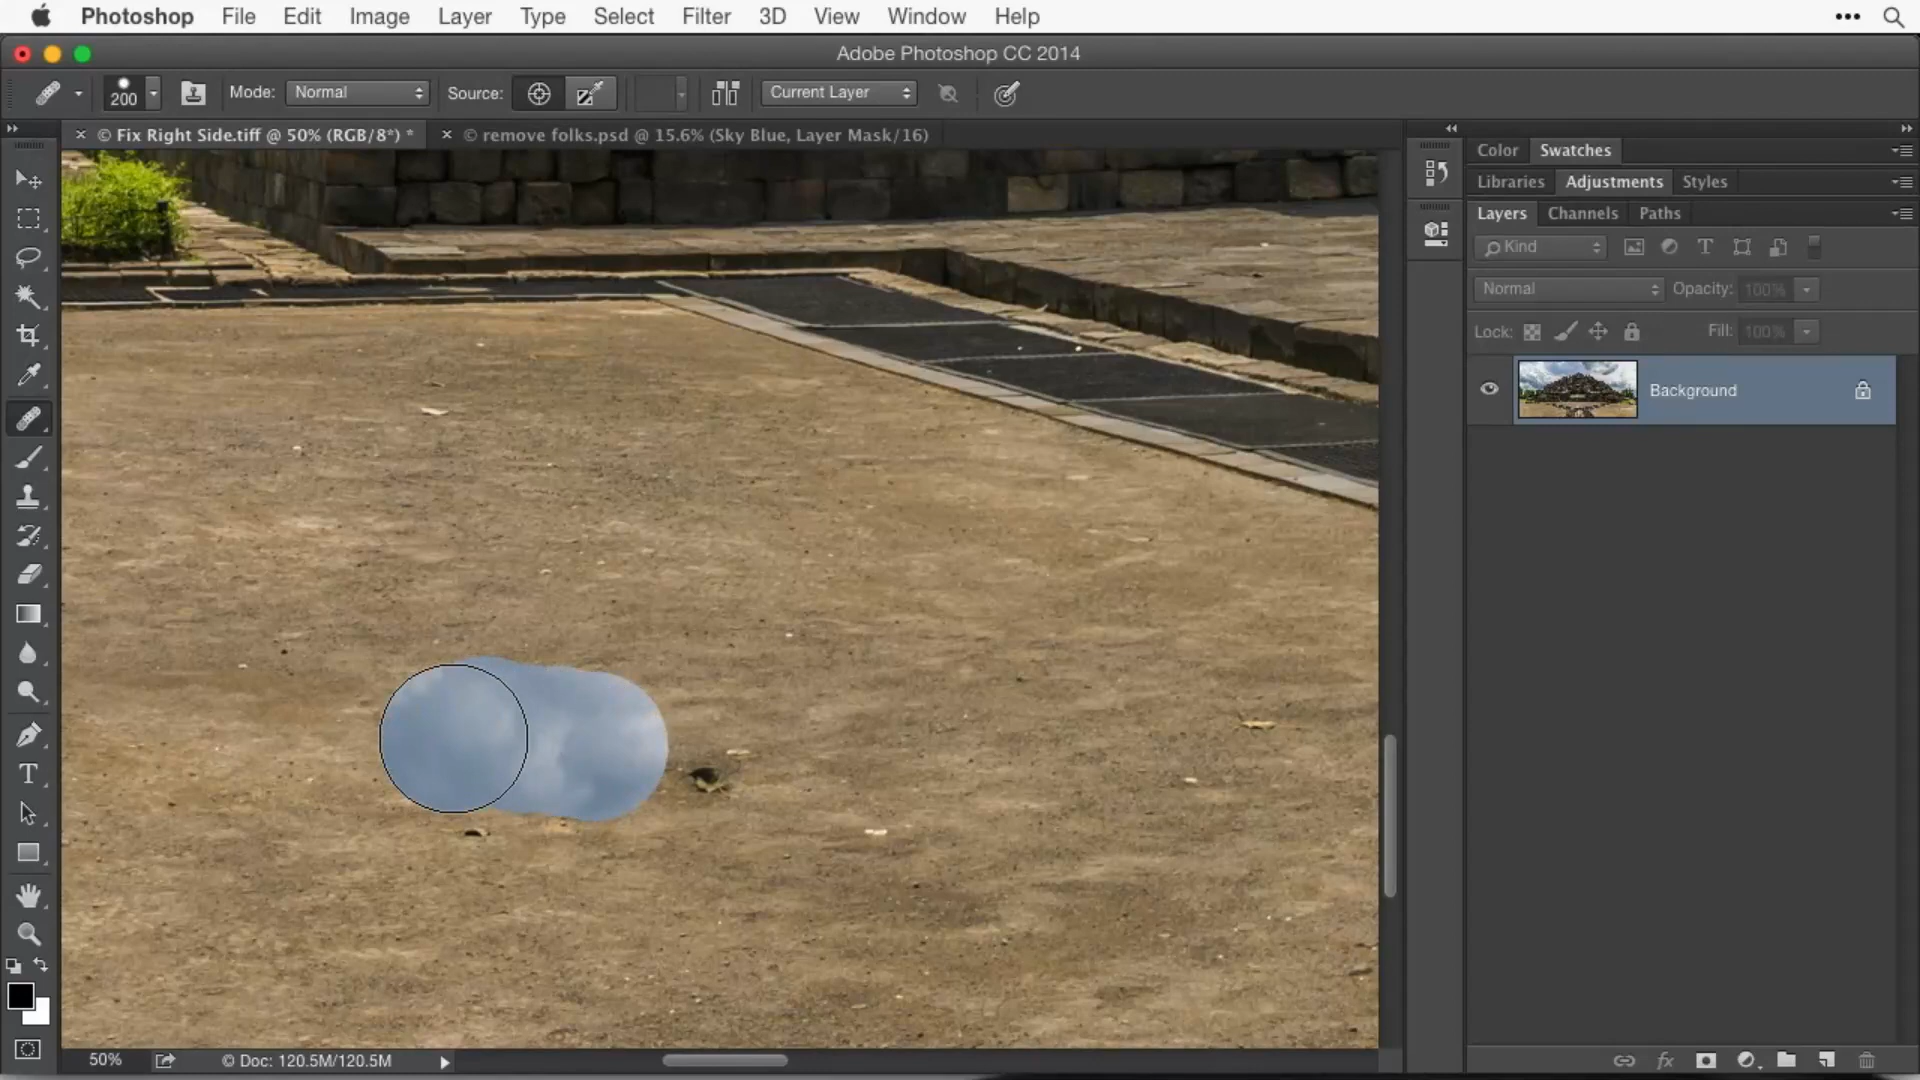 Photoshop File Edit Image Layer Type Select Filter 3D View Window Help
Adobe Photoshop CC 2014
200 Mode: Normal Source: Current Layer
© Fix Right Side.tiff @ 50% (RGB/8*) * © remove folks.psd @ 15.6% (Sky Blue, Layer Mask/16)
Color Swatches
Libraries Adjustments Styles
Layers Channels Paths
Kind
Normal Opacity: 100%
Lock: Fill: 100%
Background
50% © Doc: 120.5M/120.5M